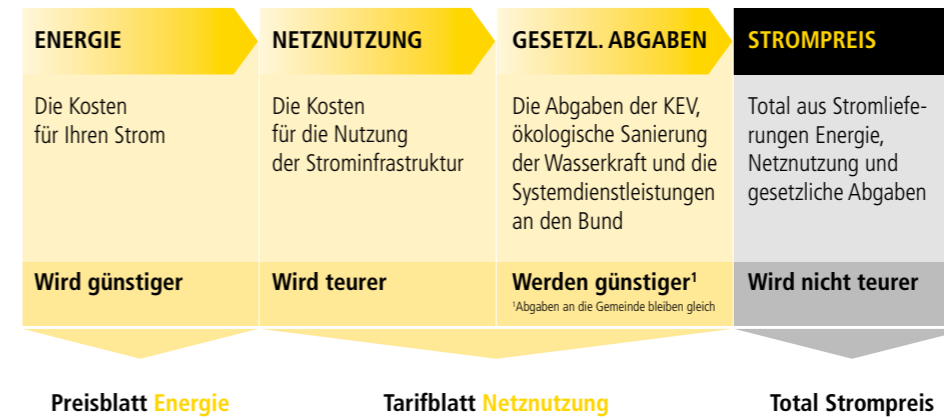 ENERGIE
Die Kosten
für Ihren Strom
Wird günstiger
NETZNUTZUNG
Die Kosten
für die Nutzung
der Strominfrastruktur
Wird teurer
GESETZL. ABGABEN
Die Abgaben der KEV,
ökologische Sanierung
der Wasserkraft und die
Systemdienstleistungen
an den Bund
Werden günstiger¹
¹Abgaben an die Gemeinde bleiben gleich
STROMPREIS
Total aus Stromliefe-
rungen Energie,
Netznutzung und
gesetzliche Abgaben
Wird nicht teurer
Preisblatt Energie
Tarifblatt Netznutzung
Total Strompreis